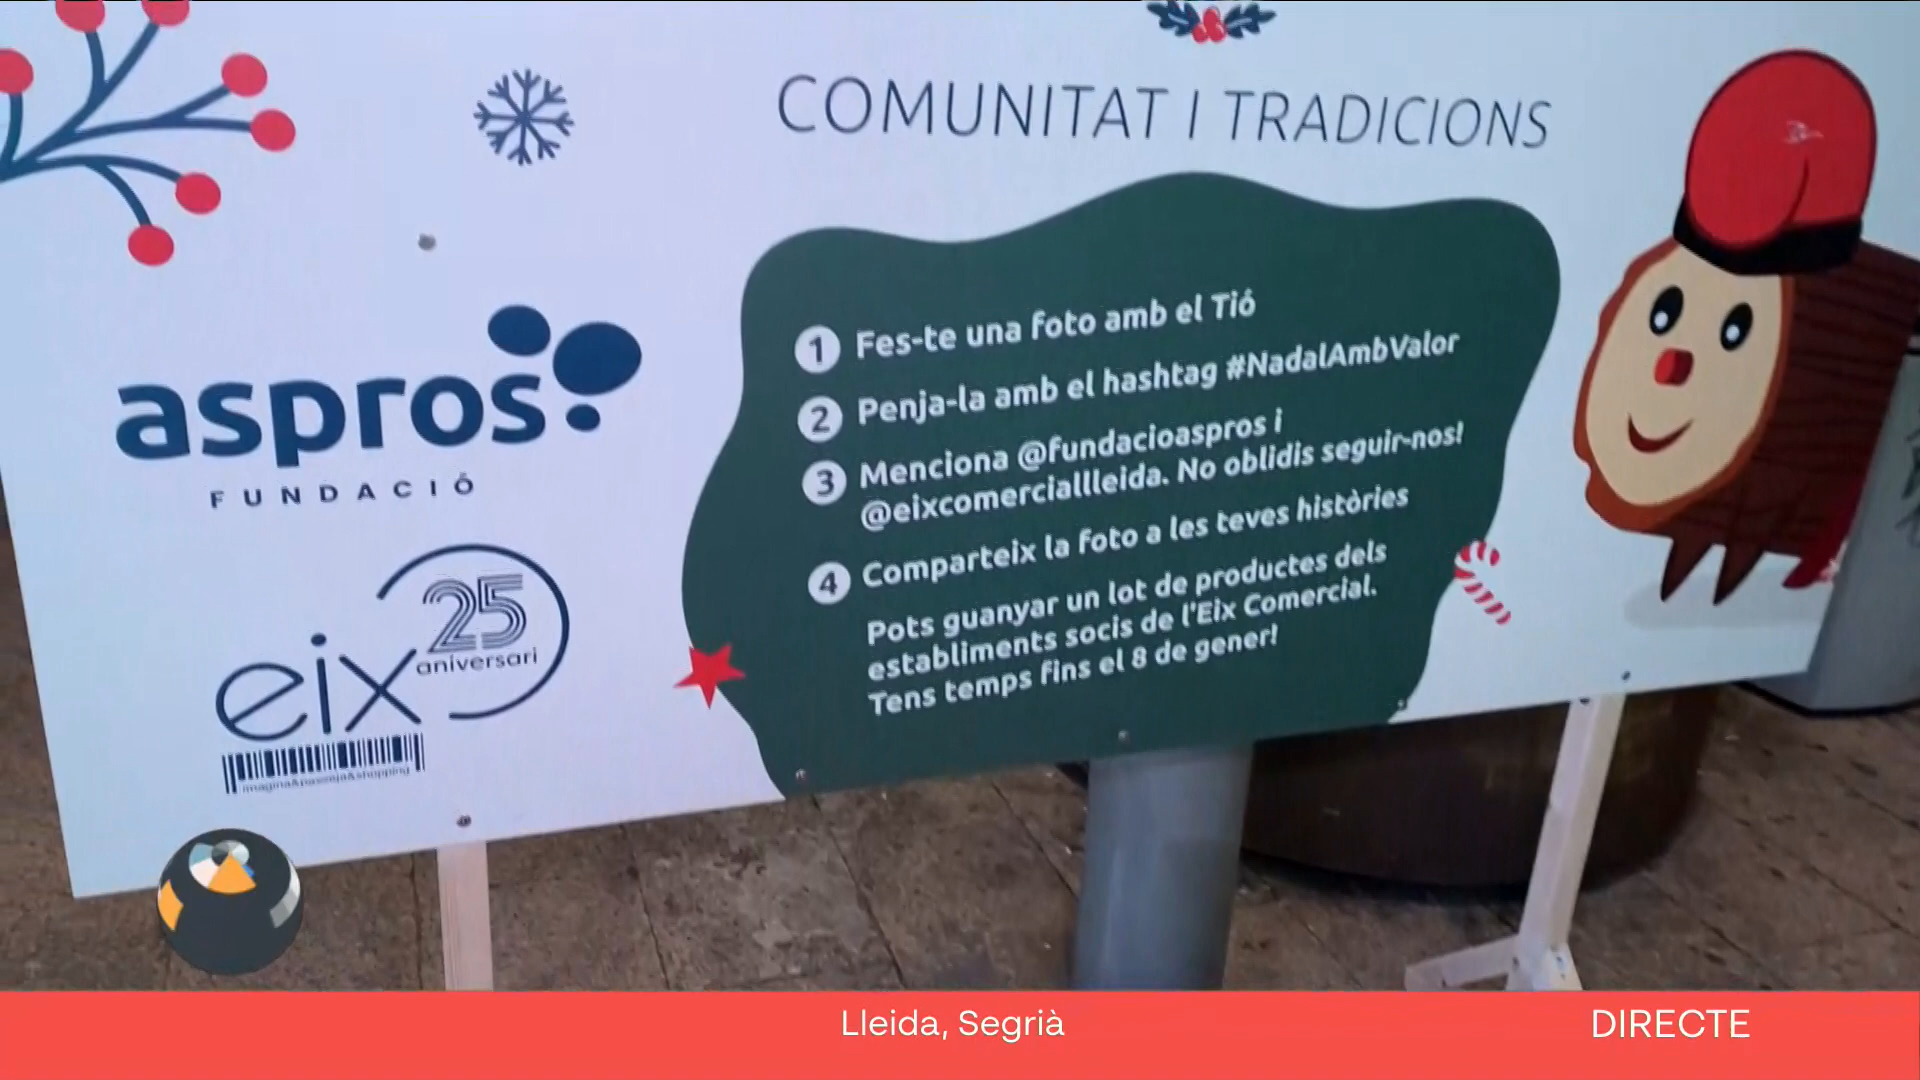 COMUNITAT I TRADICIONS
aspros
FUNDACIÓ
eix
25
aniversari
imagina&passeja&shopping
1 Fes-te una foto amb el Tió
2 Penja-la amb el hashtag #NadalAmbValor
3 Menciona @fundacioaspros i
@eixcomerciallleida. No oblidis seguir-nos!
4 Comparteix la foto a les teves històries
Pots guanyar un lot de productes dels
establiments socis de l'Eix Comercial.
Tens temps fins el 8 de gener!
Lleida, Segrià
DIRECTE